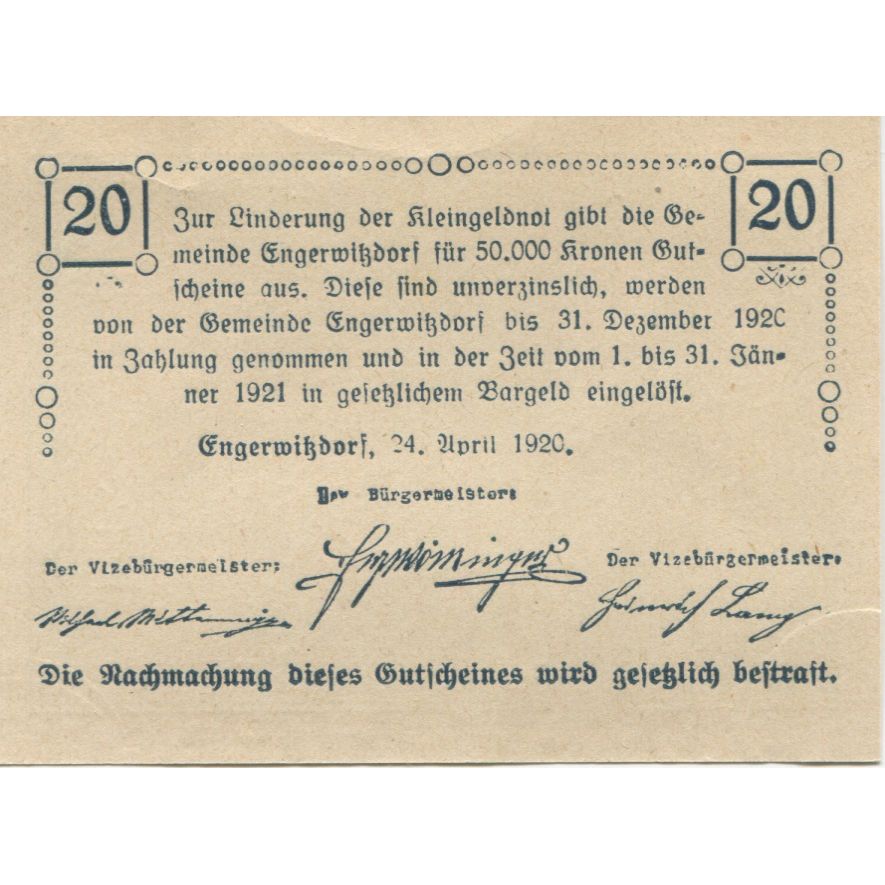 20
20
Zur Linderung der Kleingeldnot gibt die Ge-
meinde Engerwitzdorf für 50.000 Kronen Gut-
scheine aus. Diese sind unverzinslich, werden
von der Gemeinde Engerwitzdorf bis 31. Dezember 1920
in Zahlung genommen und in der Zeit vom 1. bis 31. Jän-
ner 1921 in gesetzlichem Bargeld eingelöst.
Engerwitzdorf, 24. April 1920.
Der Bürgermeister:
Der Vizebürgermeister:
Der Vizebürgermeister:
Heinrich Lang
Die Nachmachung dieses Gutscheines wird gesetzlich bestraft.